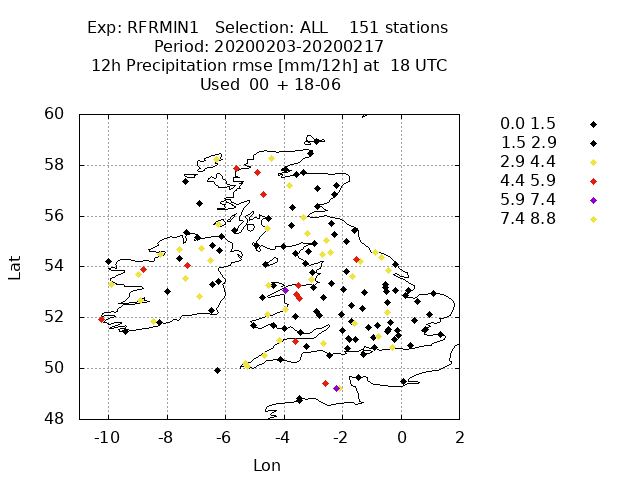 Exp: RFRMIN1 Selection: ALL 151 stations
Period: 20200203-20200217
12h Precipitation rmse [mm/12h] at 18 UTC
Used 00 + 18-06
60
58
56
54
52
50
48
Lat
-10 -8 -6 -4 -2 0 2
Lon
0.0 1.5
1.5 2.9
2.9 4.4
4.4 5.9
5.9 7.4
7.4 8.8